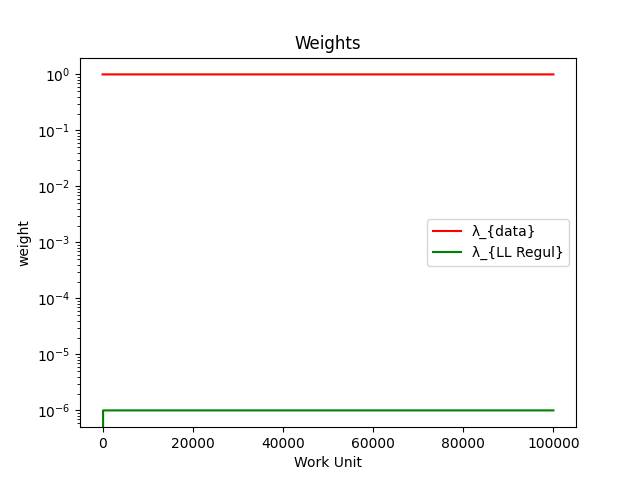 Weights
10⁰
10⁻¹
10⁻²
10⁻³
10⁻⁴
10⁻⁵
10⁻⁶
weight
λ_{data}
λ_{LL Regul}
0 20000 40000 60000 80000 100000
Work Unit